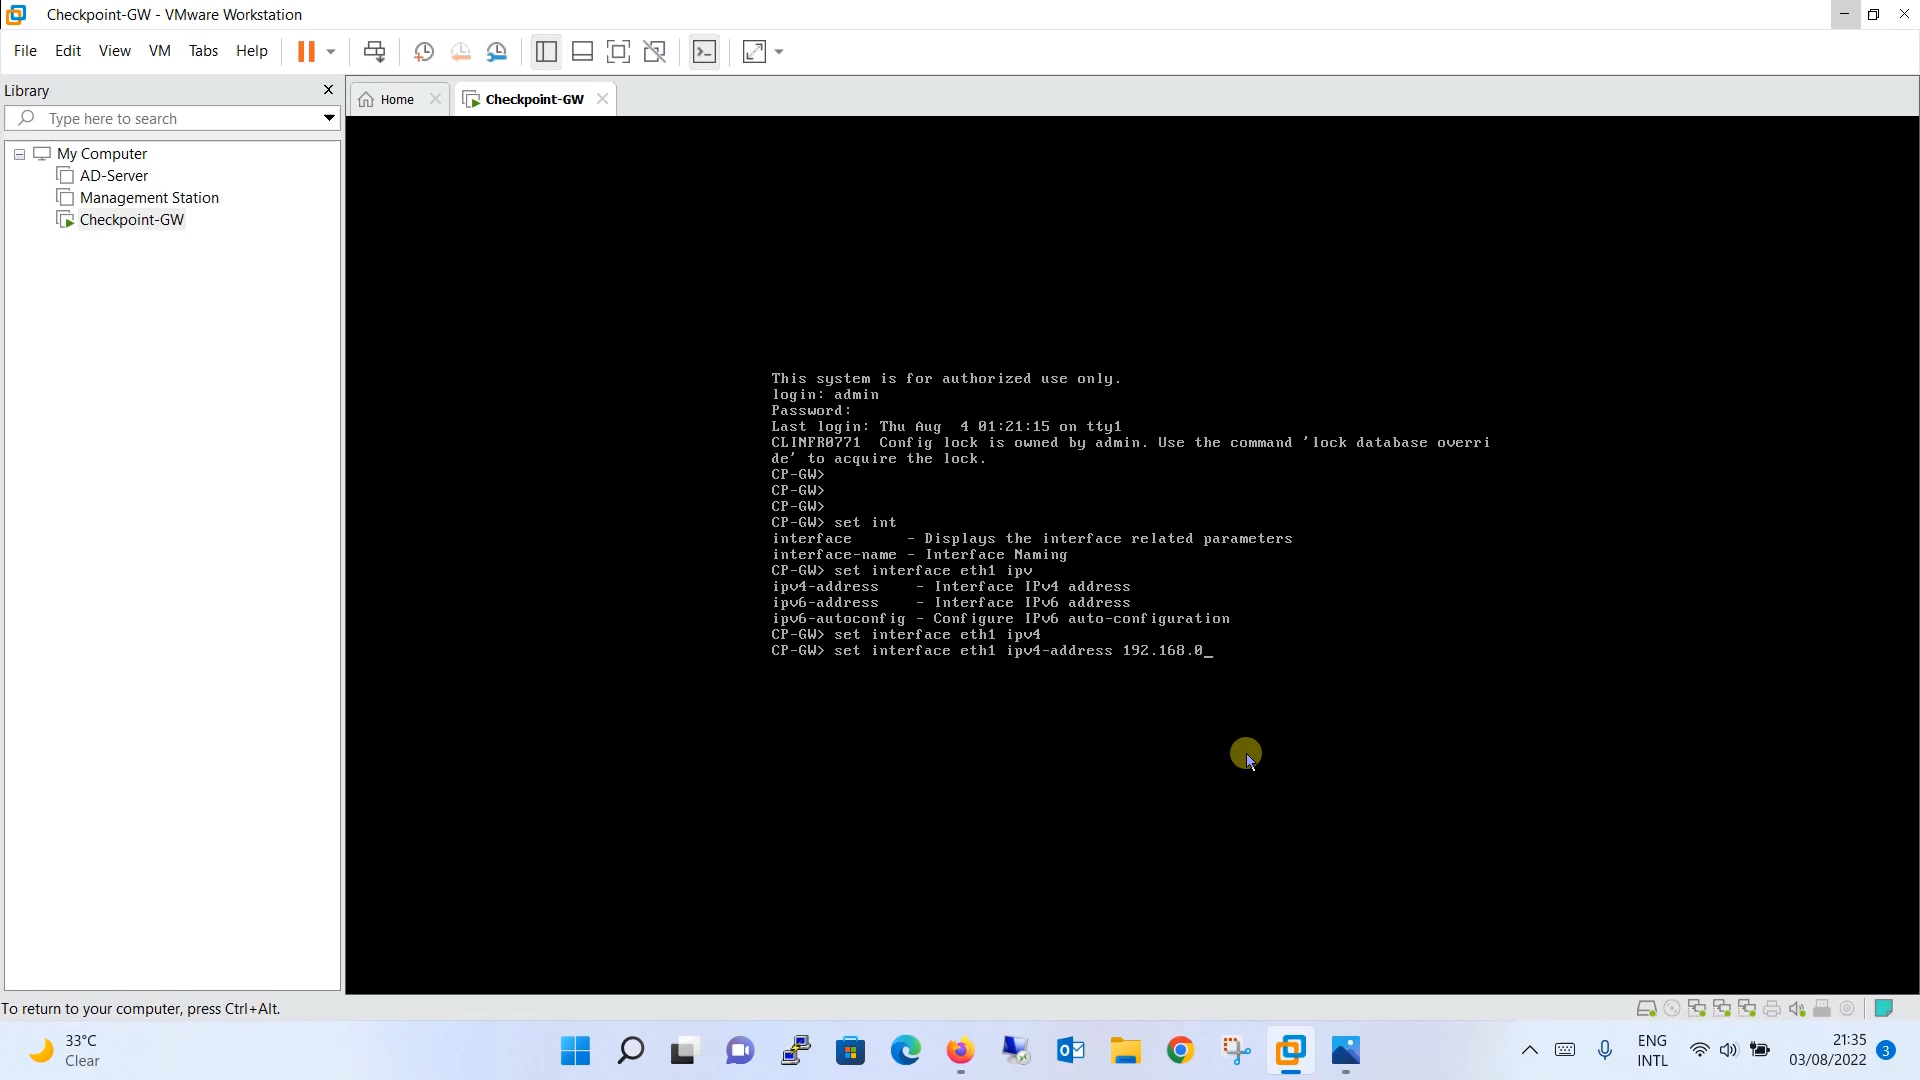 Checkpoint-GW - VMware Workstation
File Edit View VM Tabs Help
Library
Type here to search
My Computer
AD-Server
Management Station
Checkpoint-GW
Home
Checkpoint-GW
This system is for authorized use only.
login: admin
Password:
Last login: Thu Aug  4 01:21:15 on tty1
CLINFR0771  Config lock is owned by admin. Use the command 'lock database overri
de' to acquire the lock.
CP-GW>
CP-GW>
CP-GW>
CP-GW> set int
interface      - Displays the interface related parameters
interface-name - Interface Naming
CP-GW> set interface eth1 ipv
ipv4-address    - Interface IPv4 address
ipv6-address    - Interface IPv6 address
ipv6-autoconfig - Configure IPv6 auto-configuration
CP-GW> set interface eth1 ipv4
CP-GW> set interface eth1 ipv4-address 192.168.0_
To return to your computer, press Ctrl+Alt.
33°C
Clear
ENG
INTL
21:35
03/08/2022
3